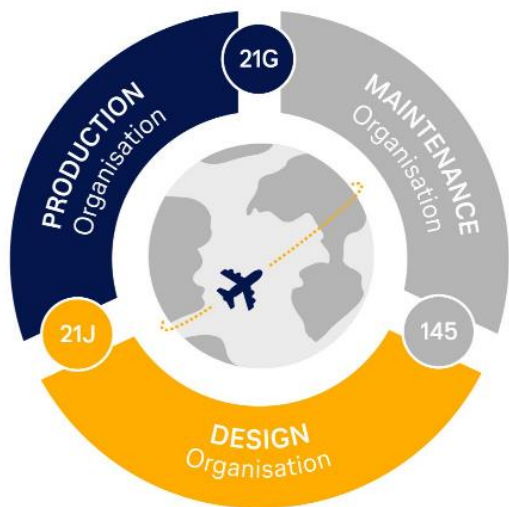 21G
PRODUCTION
Organisation
MAINTENANCE
Organisation
21J
145
DESIGN
Organisation